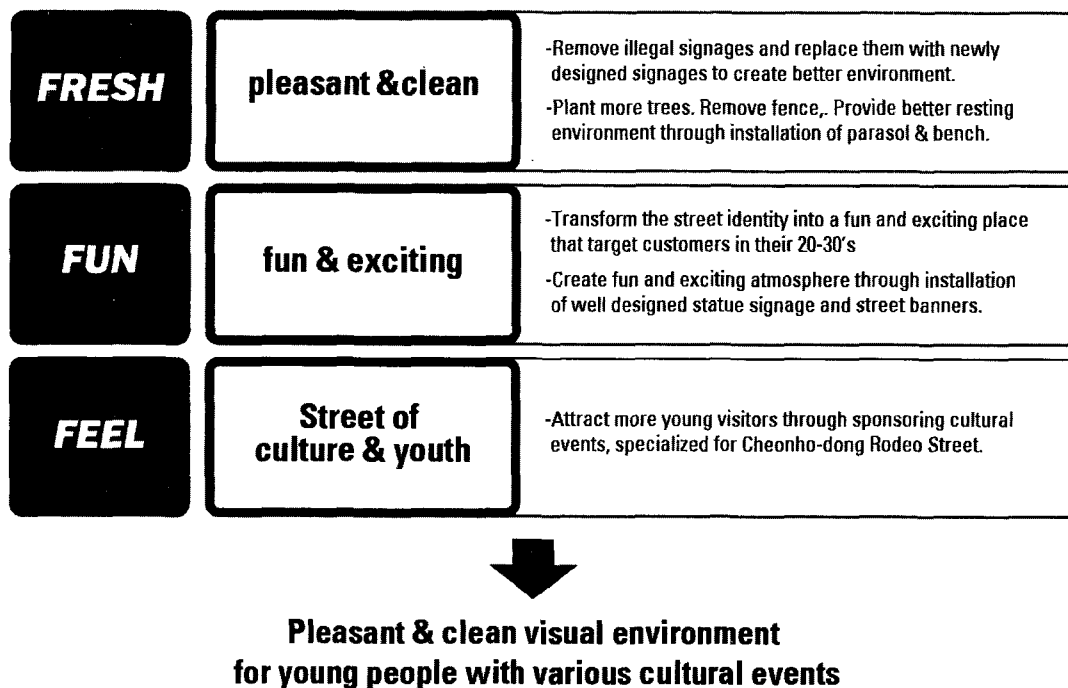 FRESH
pleasant &clean
-Remove illegal signages and replace them with newly
designed signages to create better environment.
-Plant more trees. Remove fence,. Provide better resting
environment through installation of parasol & bench.
FUN
fun & exciting
-Transform the street identity into a fun and exciting place
that target customers in their 20-30's
-Create fun and exciting atmosphere through installation
of well designed statue signage and street banners.
FEEL
Street of
culture & youth
-Attract more young visitors through sponsoring cultural
events, specialized for Cheonho-dong Rodeo Street.
Pleasant & clean visual environment
for young people with various cultural events